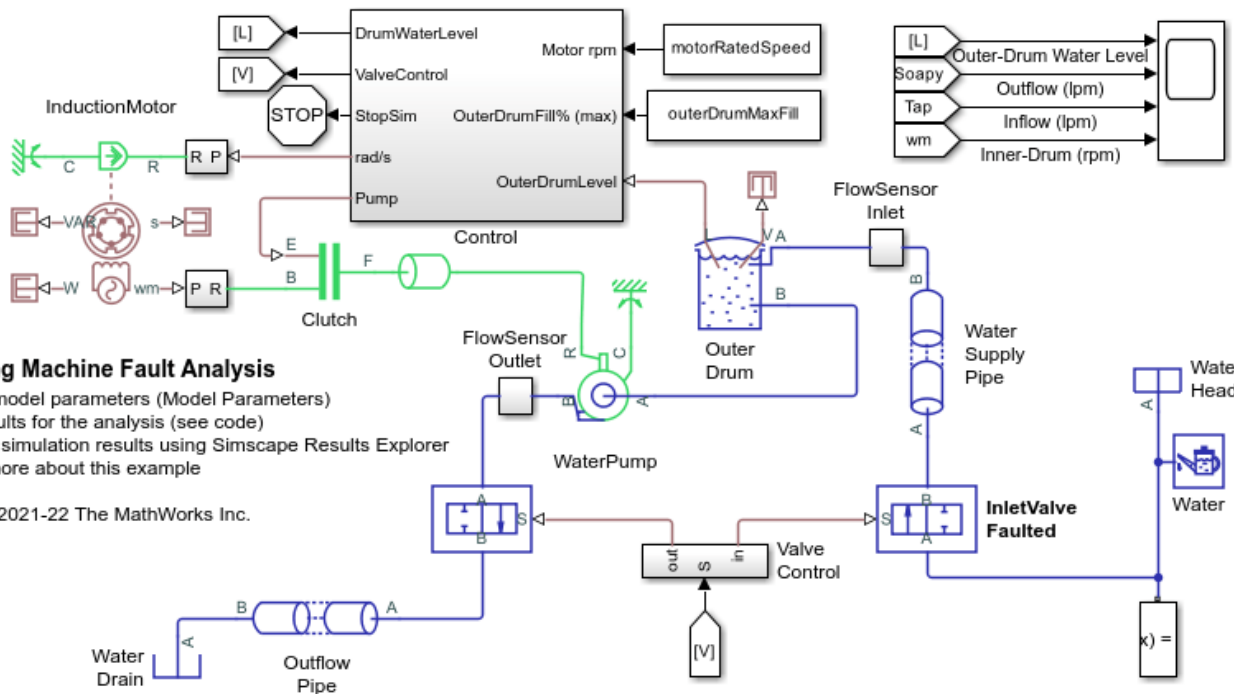 [L]
DrumWaterLevel
Motor rpm
motorRatedSpeed
[V]
ValveControl
STOP
StopSim
OuterDrumFill% (max)
outerDrumMaxFill
InductionMotor
C
R
R P
rad/s
OuterDrumLevel
Pump
Control
[L]
Outer-Drum Water Level
Soapy
Outflow (lpm)
Tap
Inflow (lpm)
wm
Inner-Drum (rpm)
VAR
s
E
F
W
wm
P R
B
Clutch
L
V
A
B
Outer
Drum
FlowSensor
Inlet
B
Water
Supply
Pipe
A
FlowSensor
Outlet
R
C
B
A
WaterPump
g Machine Fault Analysis
model parameters (Model Parameters)
ults for the analysis (see code)
simulation results using Simscape Results Explorer
ore about this example
2021-22 The MathWorks Inc.
Wate
Head
A
Water
A
S
B
out
S
in
Valve
Control
[V]
B
S
A
InletValve
Faulted
x) =
B
A
A
Water
Drain
Outflow
Pipe